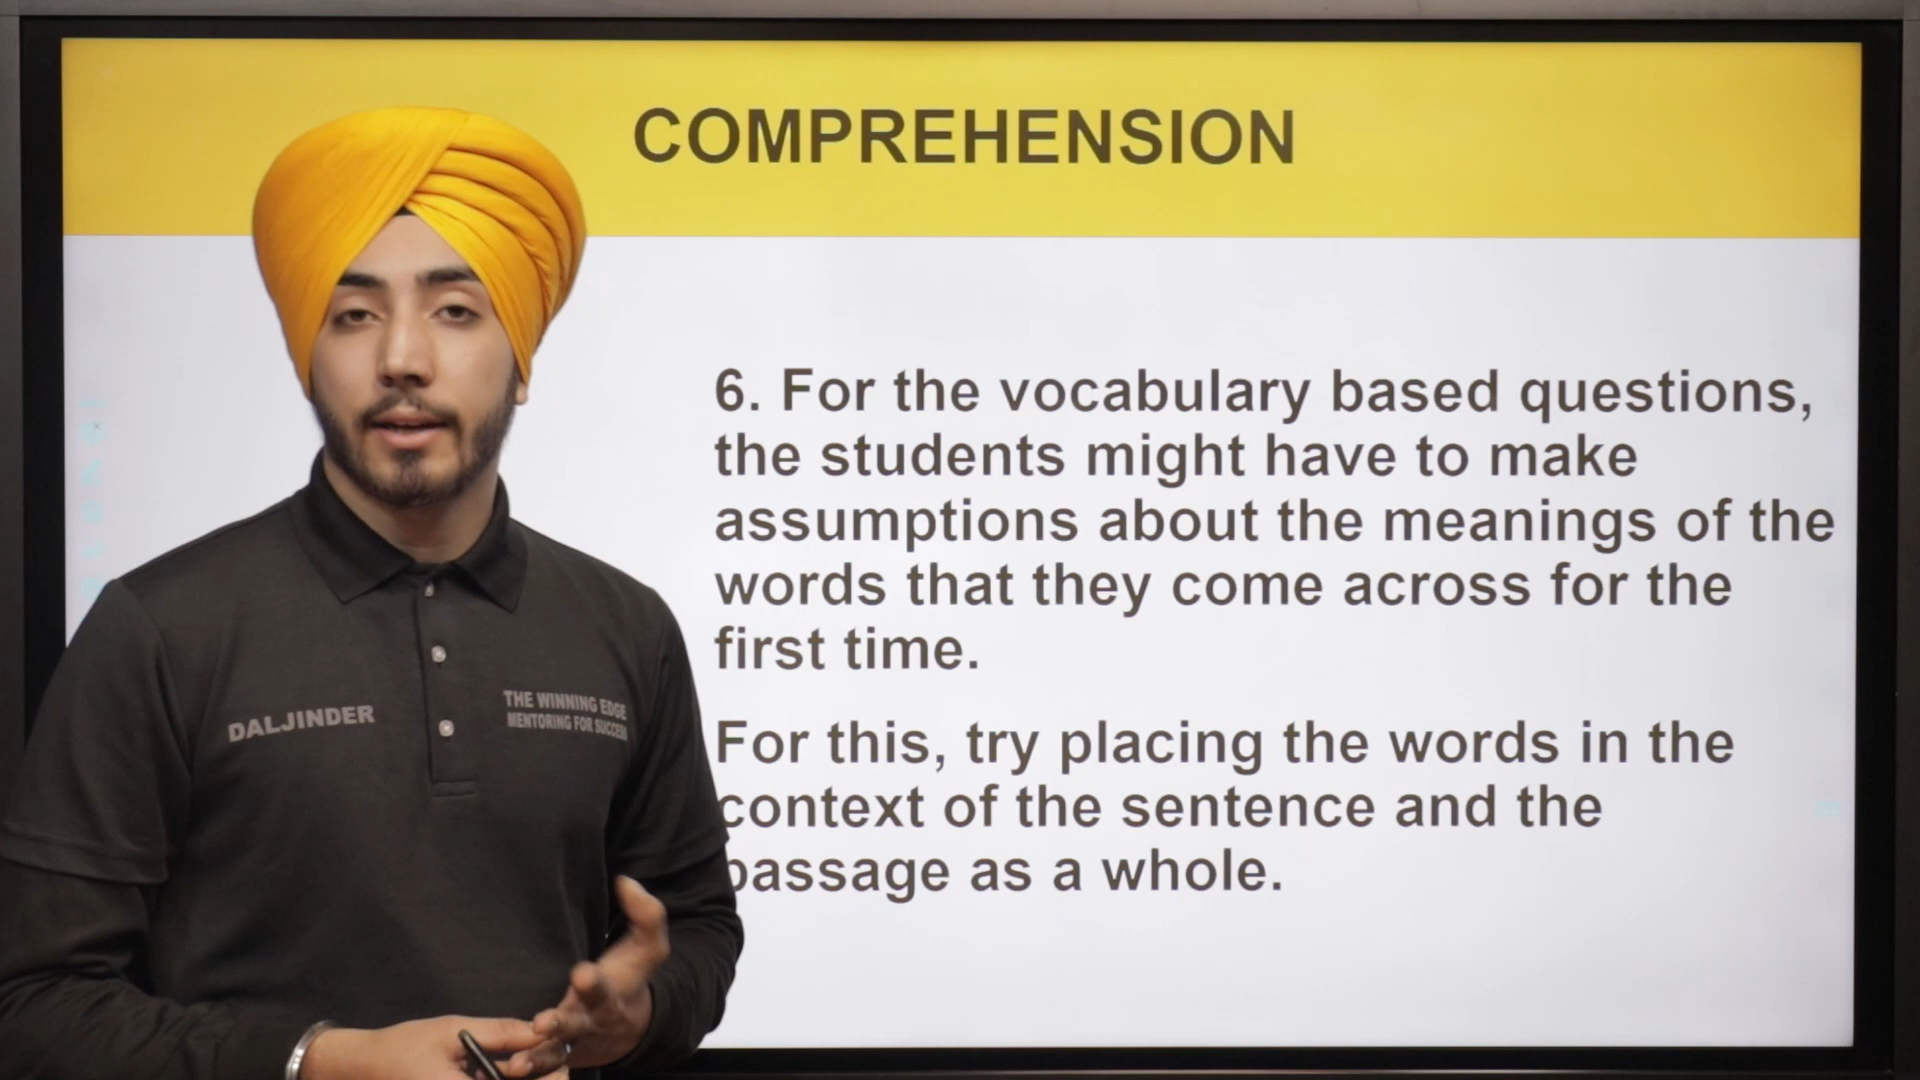 COMPREHENSION
6. For the vocabulary based questions,
the students might have to make
assumptions about the meanings of the
words that they come across for the
first time.
For this, try placing the words in the
context of the sentence and the
passage as a whole.
DALJINDER
THE WINNING EDGE
MENTORING FOR SUCCESS